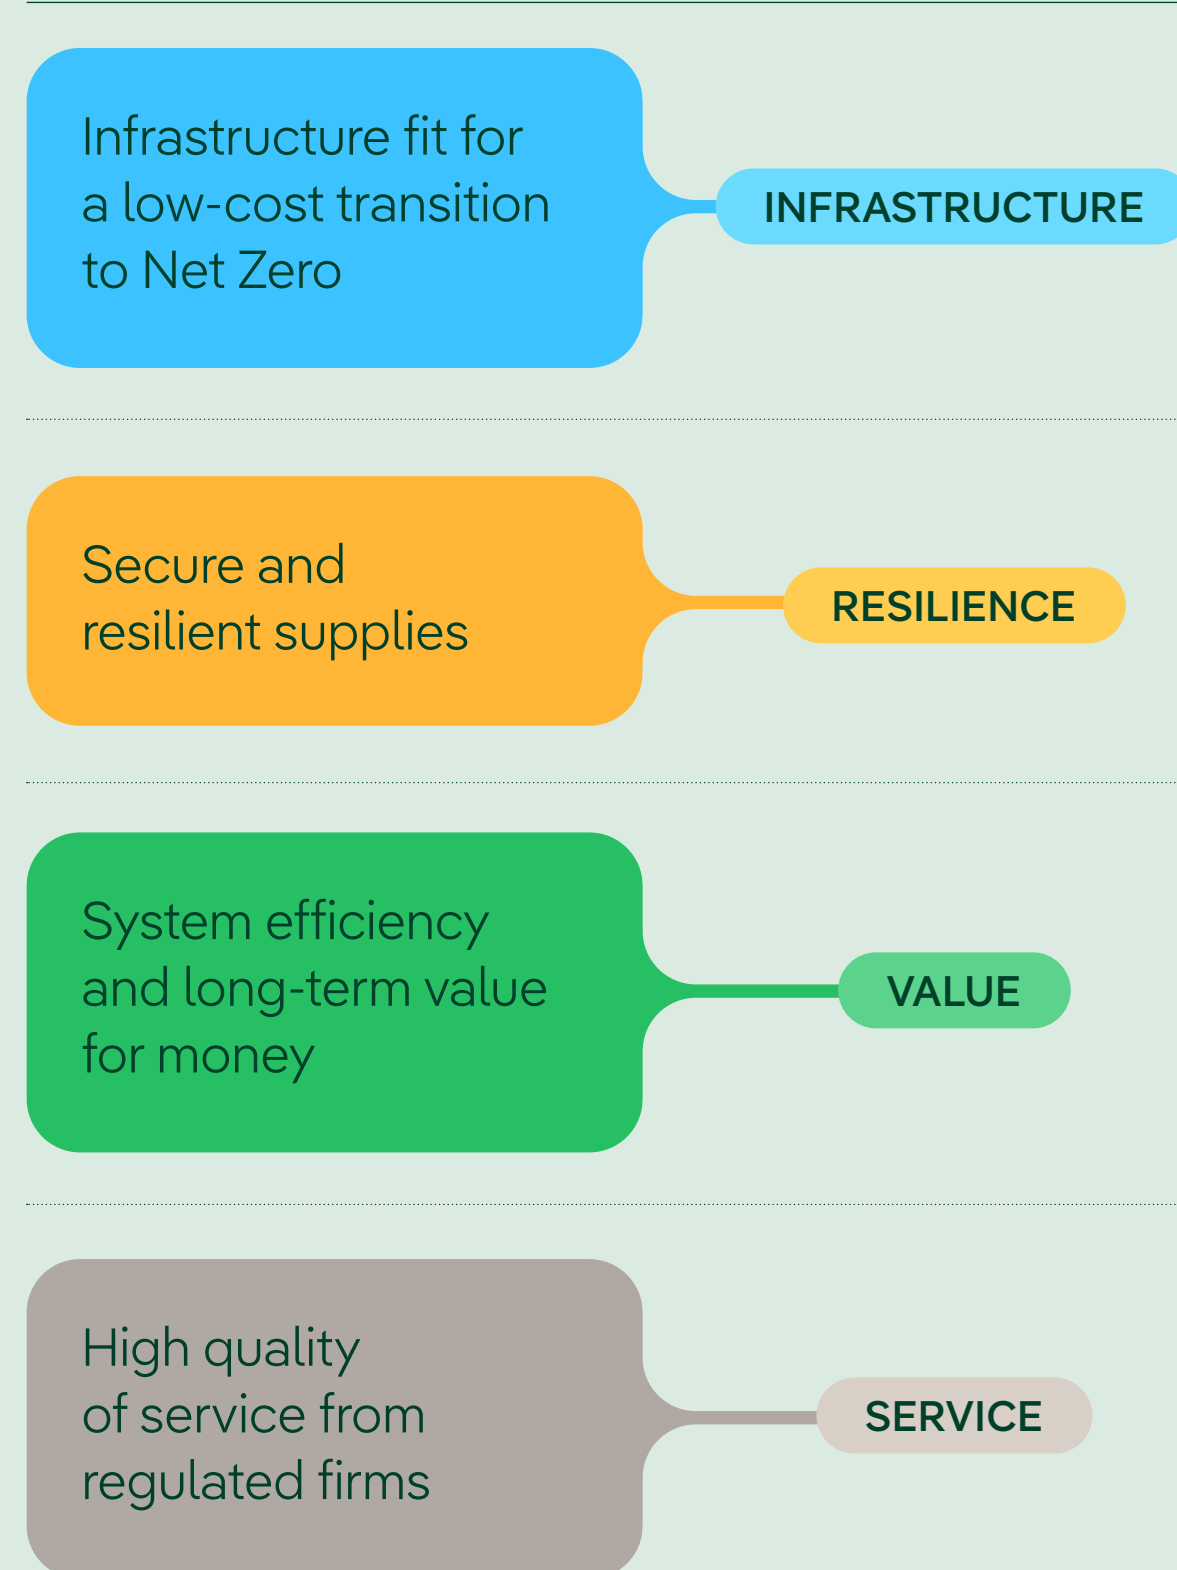 Infrastructure fit for
a low-cost transition
to Net Zero
INFRASTRUCTURE
Secure and
resilient supplies
RESILIENCE
System efficiency
and long-term value
for money
VALUE
High quality
of service from
regulated firms
SERVICE